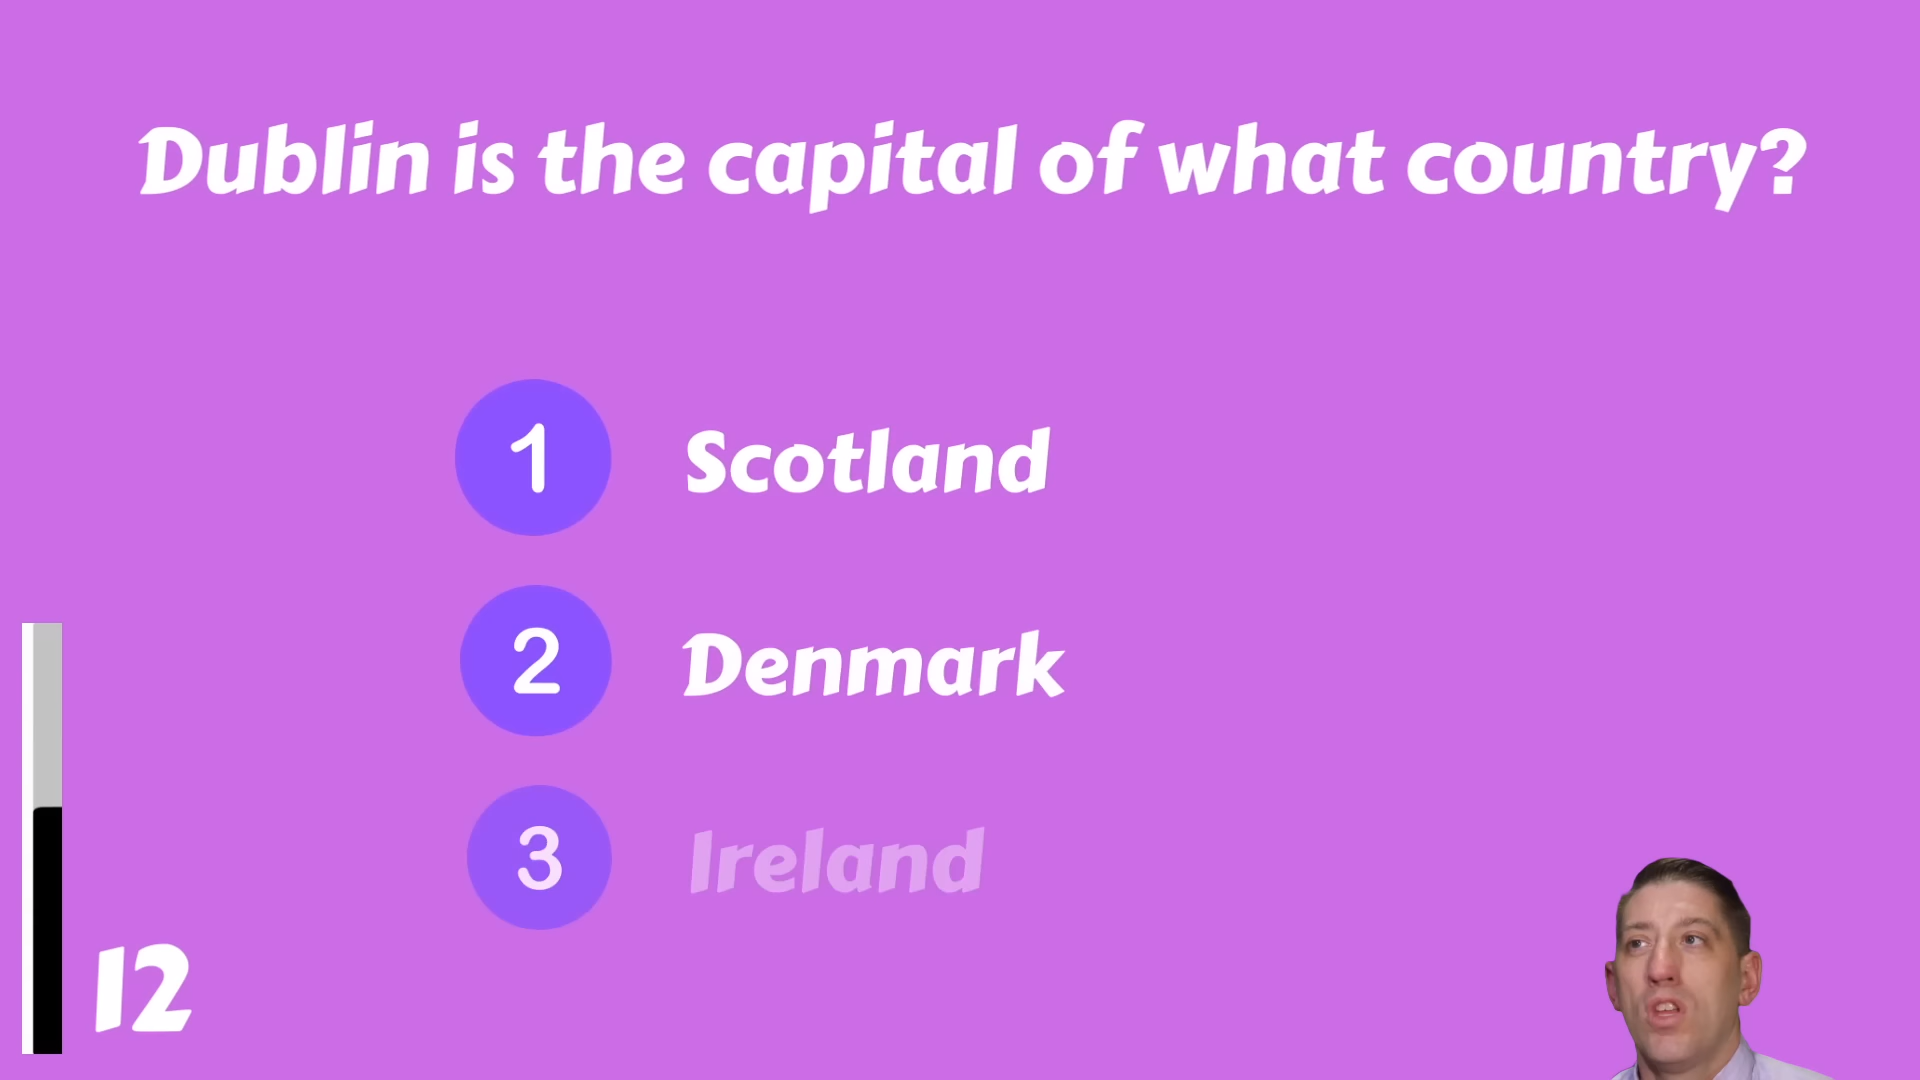 Dublin is the capital of what country?
1 Scotland
2 Denmark
3 Ireland
12